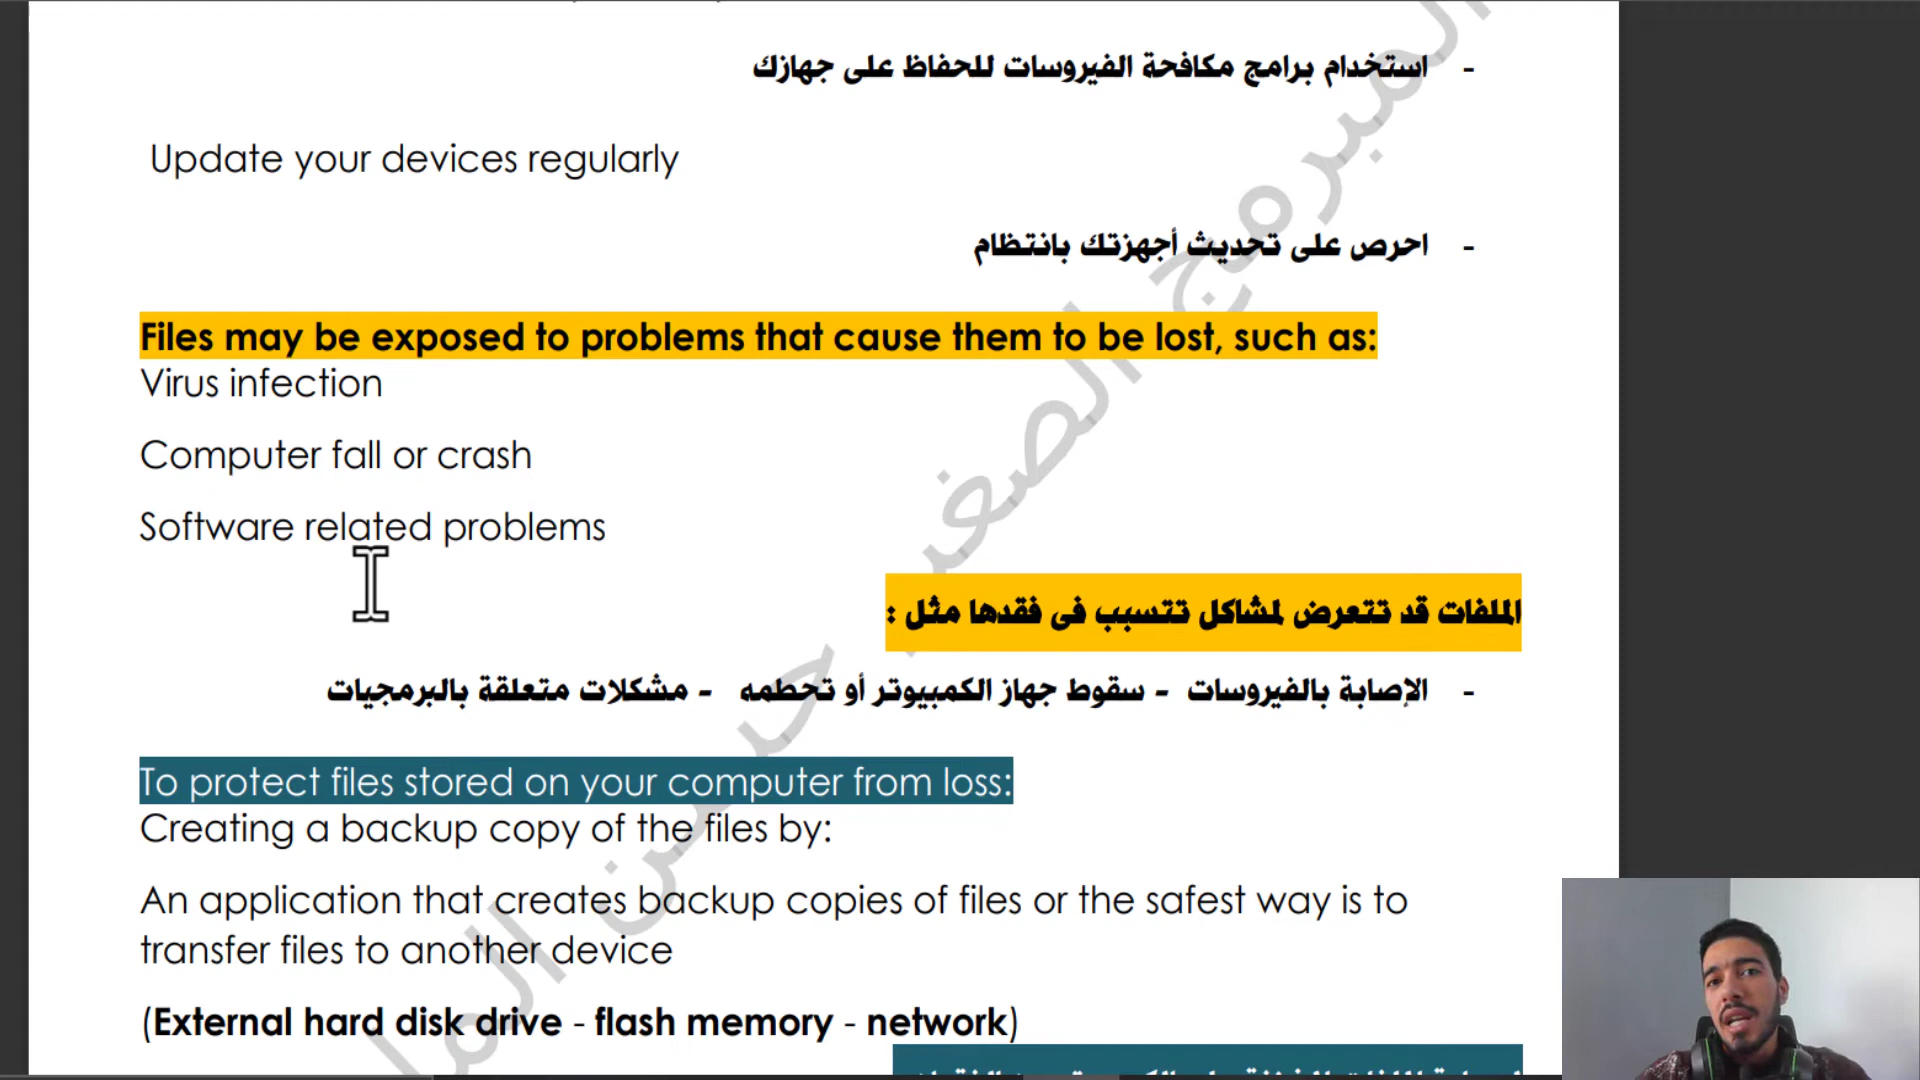 - استخدام برامج مكافحة الفيروسات للحفاظ على جهازك
Update your devices regularly
- احرص على تحديث أجهزتك بانتظام
Files may be exposed to problems that cause them to be lost, such as:
Virus infection
Computer fall or crash
Software related problems
الملفات قد تتعرض لمشاكل تتسبب فى فقدها مثل :
- الإصابة بالفيروسات - سقوط جهاز الكمبيوتر أو تحطمه - مشكلات متعلقة بالبرمجيات
To protect files stored on your computer from loss:
Creating a backup copy of the files by:
An application that creates backup copies of files or the safest way is to
transfer files to another device
(External hard disk drive - flash memory - network)
المبرمج الصغير حسن